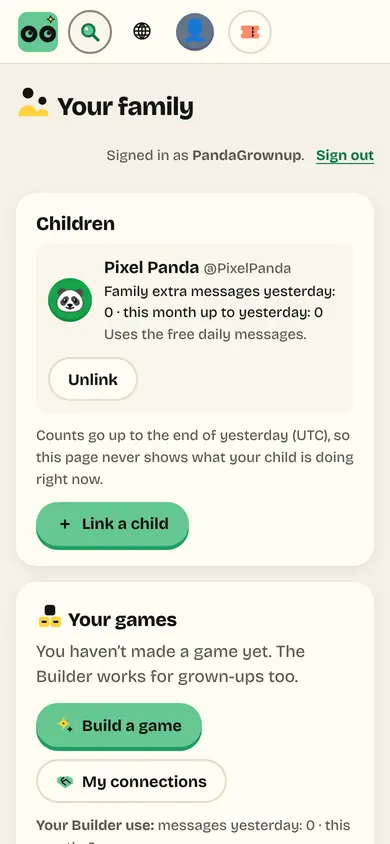 Your family
Signed in as PandaGrownup. Sign out
Children
Pixel Panda @PixelPanda
Family extra messages yesterday:
0 · this month up to yesterday: 0
Uses the free daily messages.
Unlink
Counts go up to the end of yesterday (UTC), so
this page never shows what your child is doing
right now.
+ Link a child
Your games
You haven't made a game yet. The
Builder works for grown-ups too.
Build a game
My connections
Your Builder use: messages yesterday: 0 · this